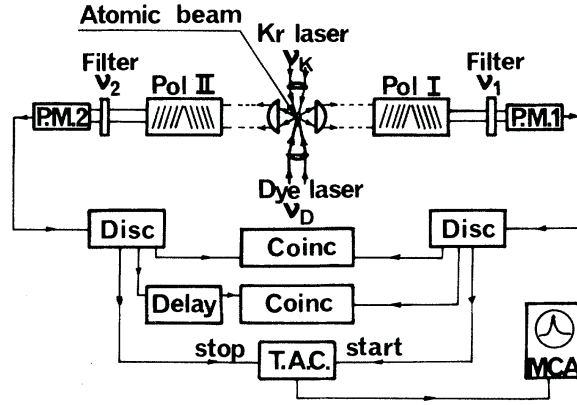 Atomic beam
Kr laser
νK
Filter
ν2
Pol II
Pol I
Filter
ν1
P.M.2
P.M.1
Dye laser
νD
Disc
Coinc
Disc
Delay
Coinc
stop
T.A.C.
start
MCA